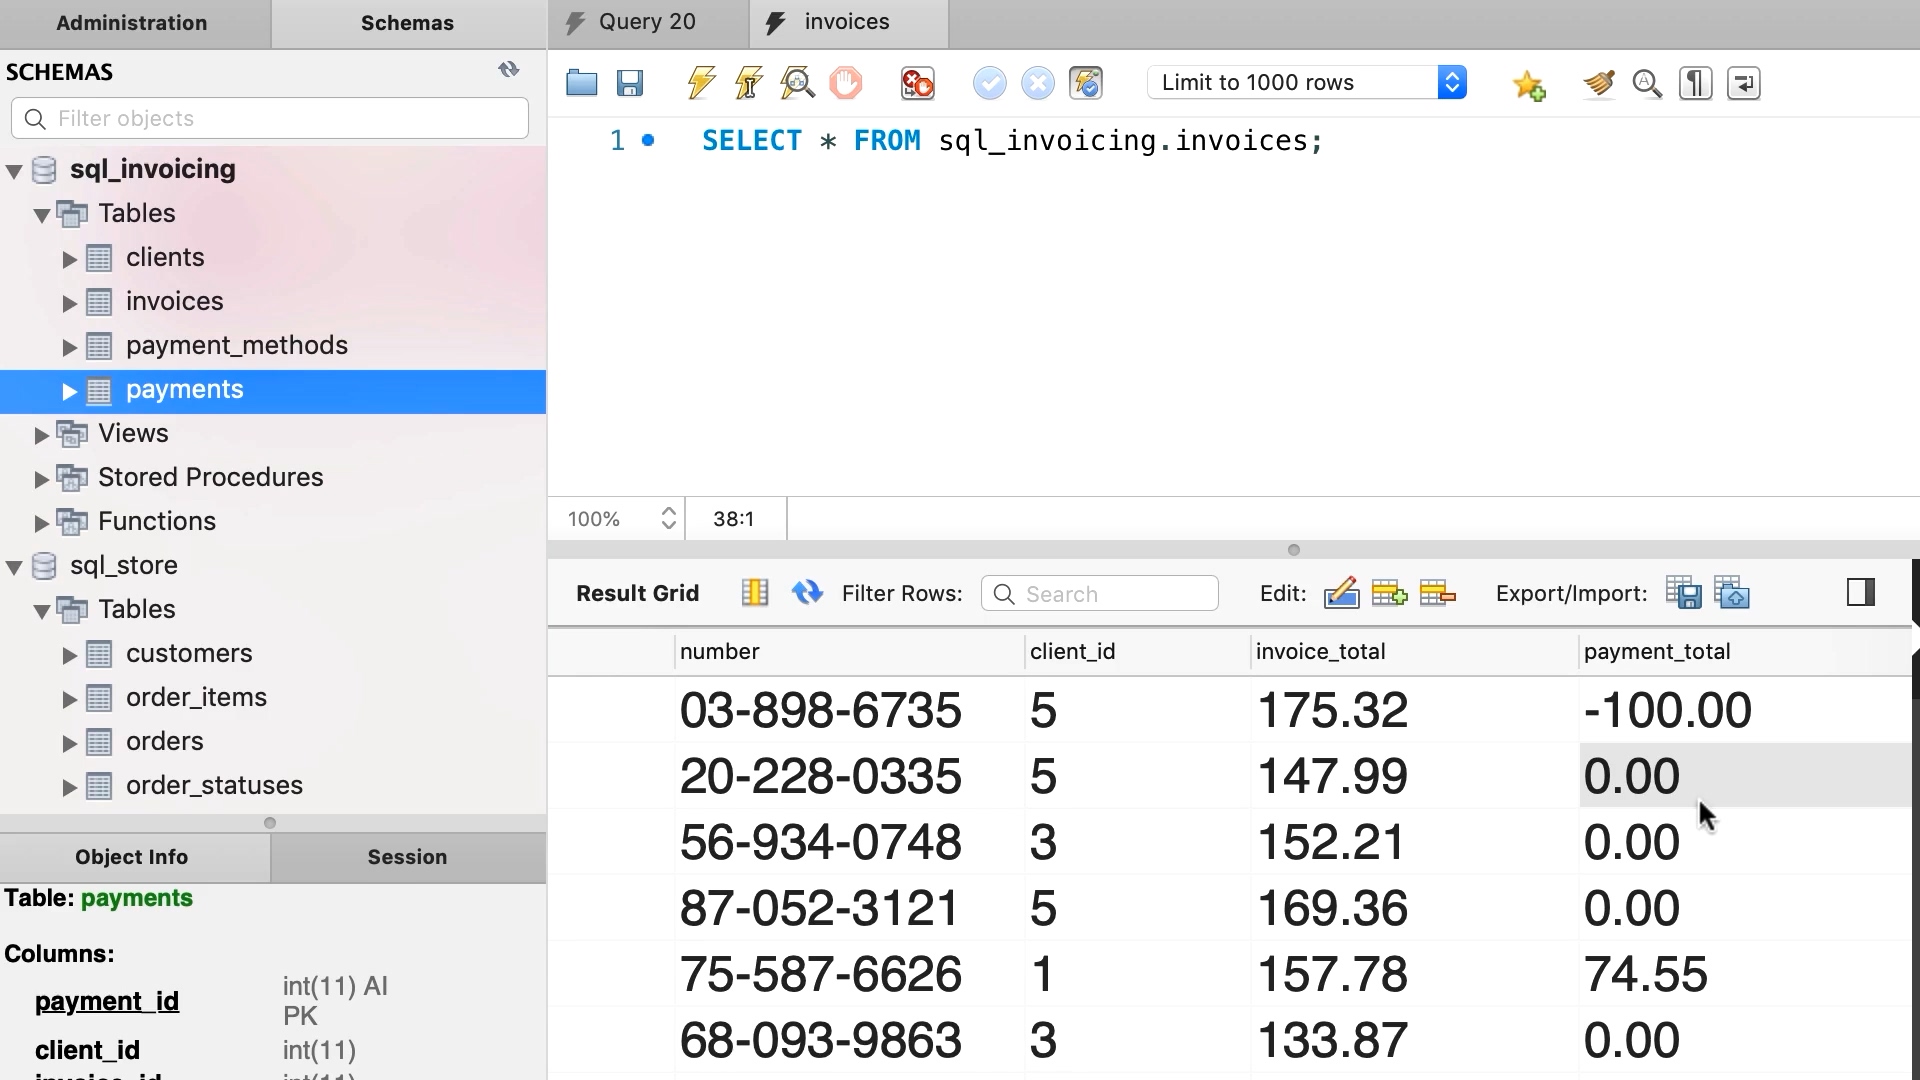 Administration
Schemas
SCHEMAS
Filter objects
sql_invoicing
Tables
clients
invoices
payment_methods
payments
Views
Stored Procedures
Functions
sql_store
Tables
customers
order_items
orders
order_statuses
Object Info
Session
Table: payments
Columns:
payment_id int(11) AI
PK
client_id int(11)
Query 20
invoices
Limit to 1000 rows
1 SELECT * FROM sql_invoicing.invoices;
100% 38:1
Result Grid Filter Rows: Search Edit: Export/Import:
number client_id invoice_total payment_total
03-898-6735 5 175.32 -100.00
20-228-0335 5 147.99 0.00
56-934-0748 3 152.21 0.00
87-052-3121 5 169.36 0.00
75-587-6626 1 157.78 74.55
68-093-9863 3 133.87 0.00